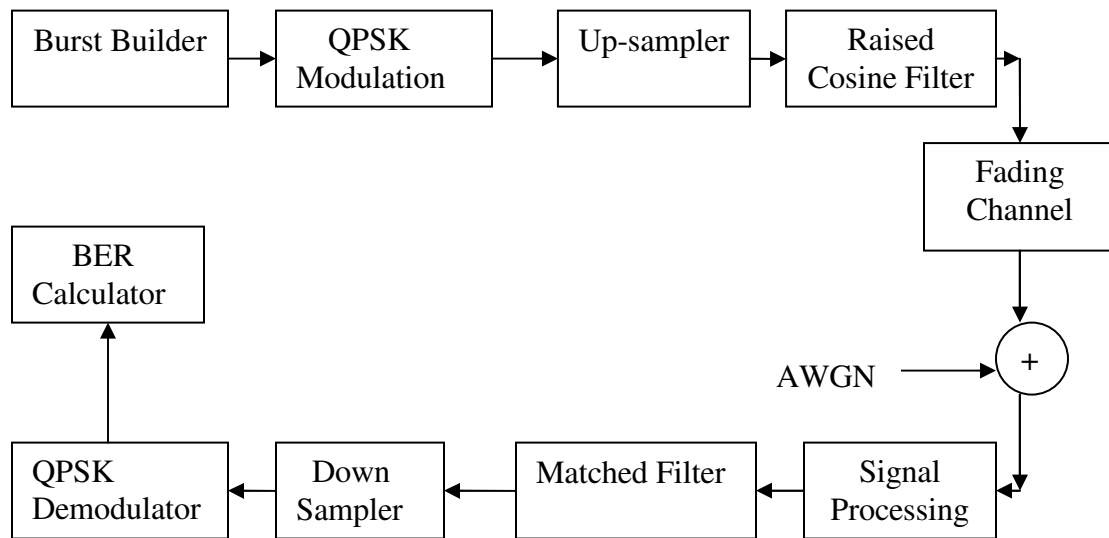 Burst Builder
QPSK
Modulation
Up-sampler
Raised
Cosine Filter
Fading
Channel
BER
Calculator
+
AWGN
QPSK
Demodulator
Down
Sampler
Matched Filter
Signal
Processing